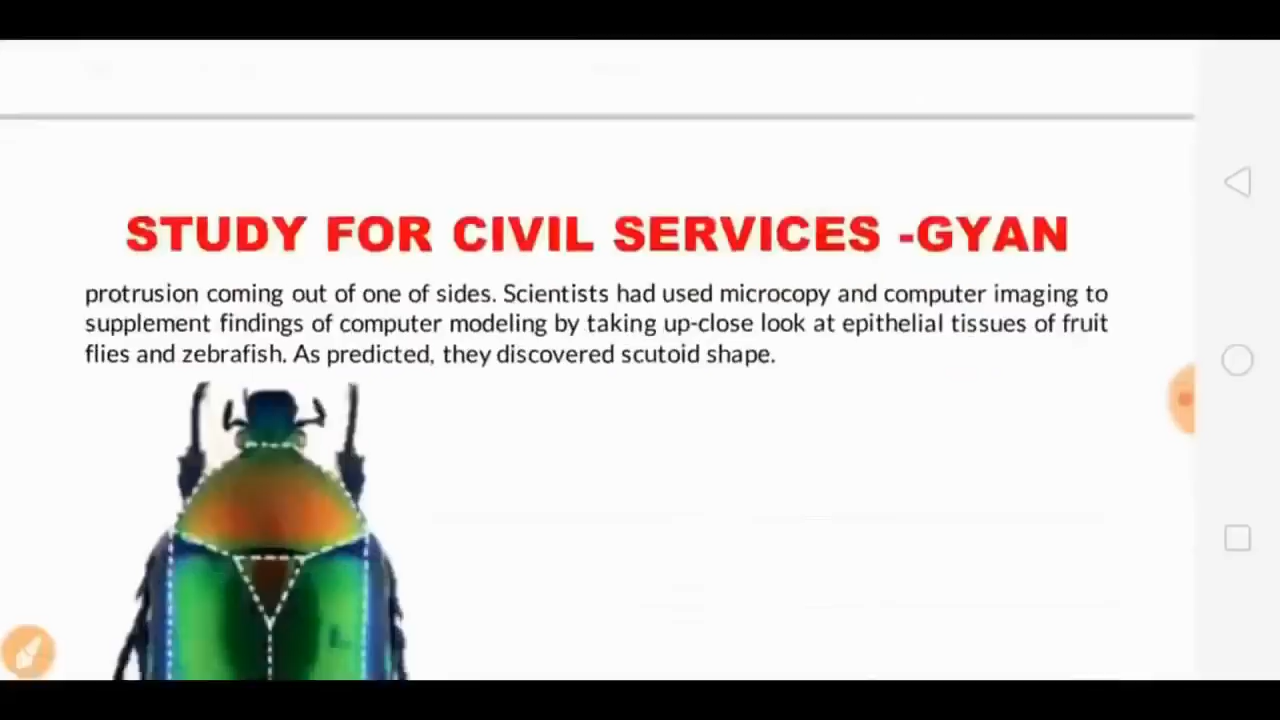 STUDY FOR CIVIL SERVICES -GYAN
protrusion coming out of one of sides. Scientists had used microcopy and computer imaging to
supplement findings of computer modeling by taking up-close look at epithelial tissues of fruit
flies and zebrafish. As predicted, they discovered scutoid shape.